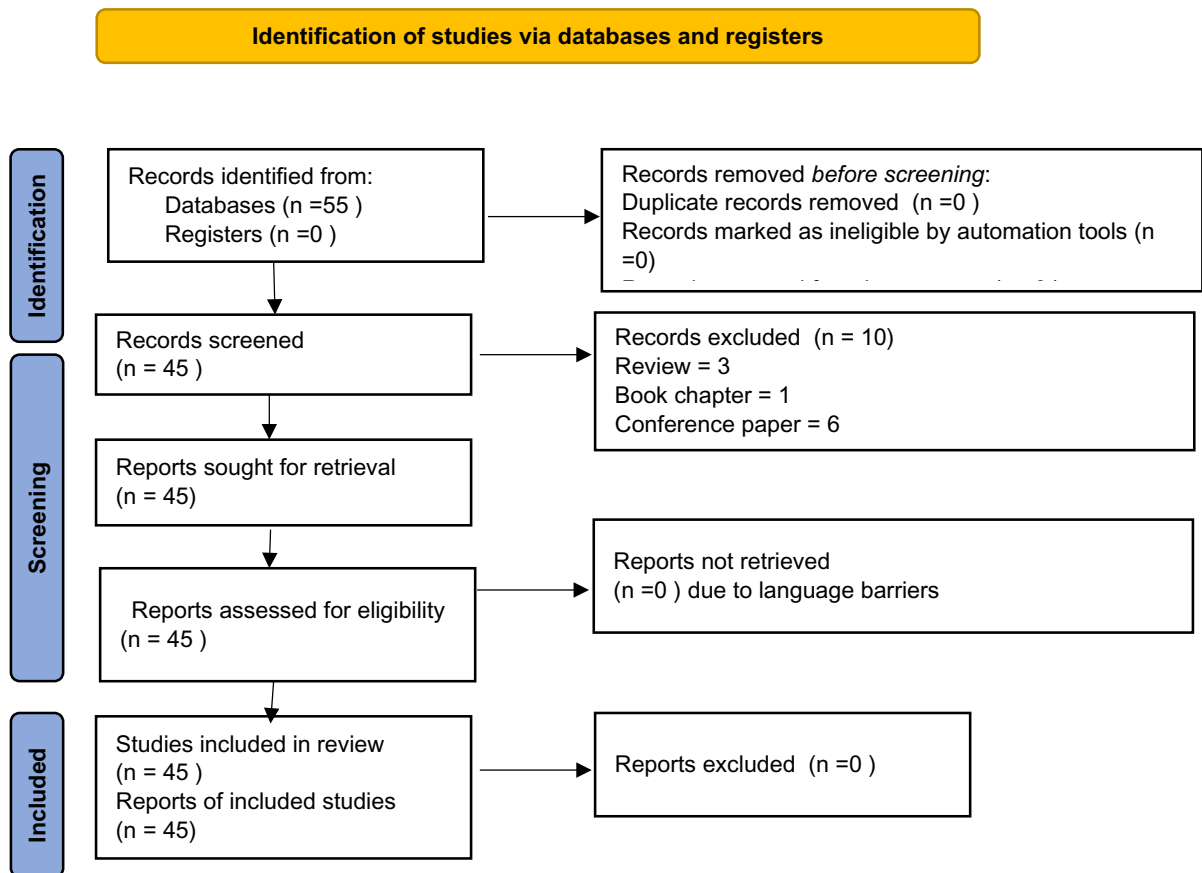 Identification of studies via databases and registers
Identification
Records identified from:
Databases (n =55 )
Registers (n =0 )
Records removed before screening:
Duplicate records removed  (n =0 )
Records marked as ineligible by automation tools (n
=0)
Records screened
(n = 45 )
Records excluded  (n = 10)
Review = 3
Book chapter = 1
Conference paper = 6
Screening
Reports sought for retrieval
(n = 45)
Reports assessed for eligibility
(n = 45 )
Reports not retrieved
(n =0 ) due to language barriers
Included
Studies included in review
(n = 45 )
Reports of included studies
(n = 45)
Reports excluded  (n =0 )